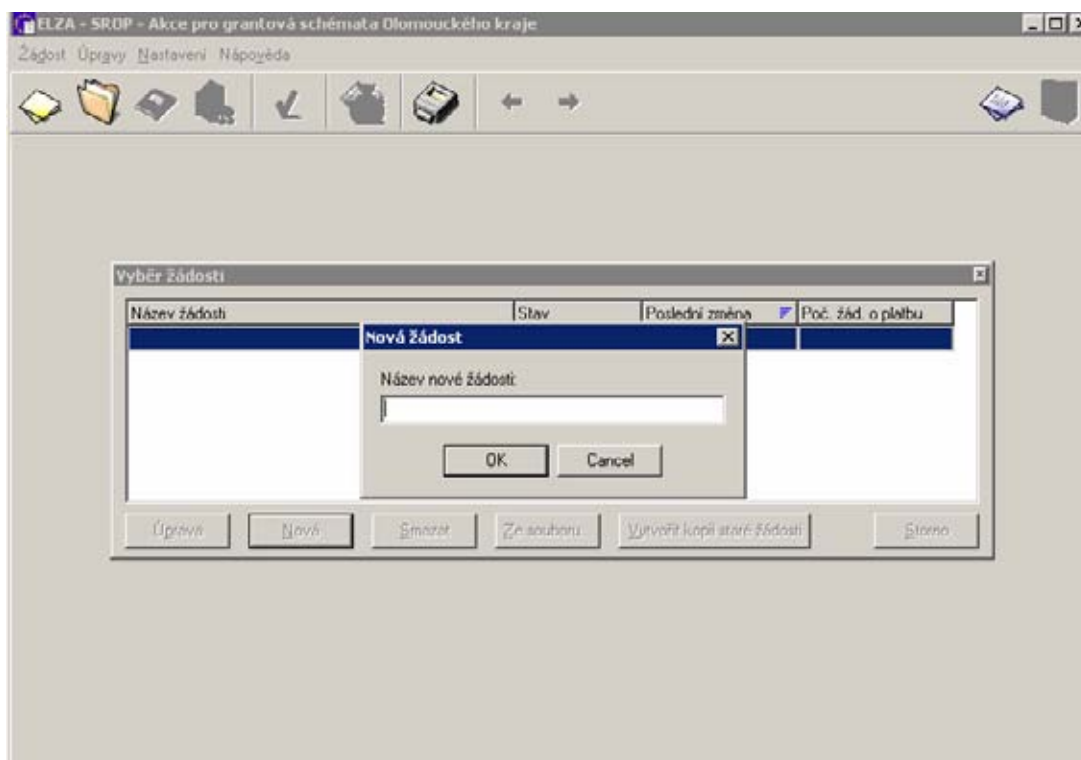 ELZA - SROP - Akce pro grantová schémata Olomouckého kraje
Žádost Úpravy Nastavení Nápověda
Výběr žádosti
Název žádosti Stav Poslední změna Poč. žád. o platbu
Nová žádost
Název nové žádosti:
OK Cancel
Úprava Nová Smazat Ze souboru Vytvořit kopii staré žádosti Storno